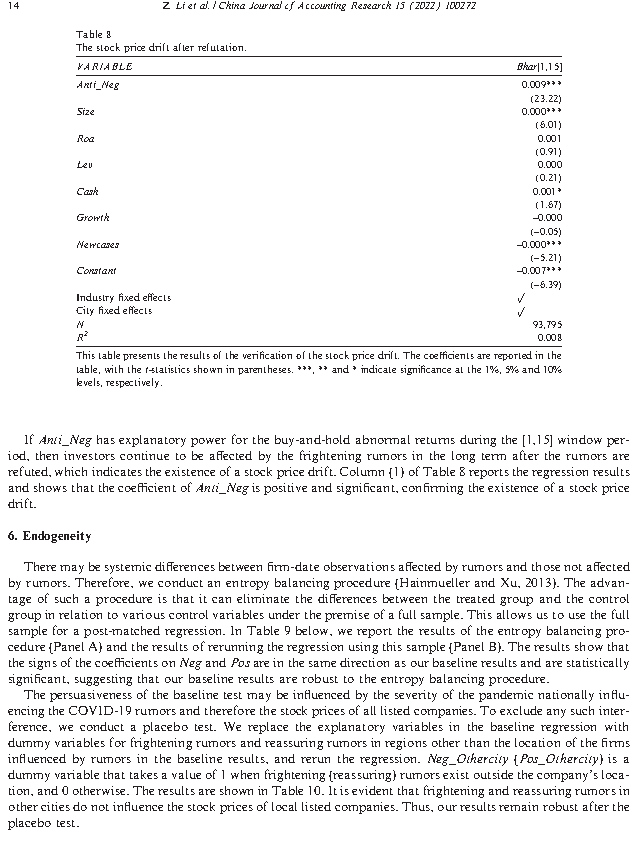 14
Z. Li et al. / China Journal of Accounting Research 15 (2022) 100272
Table 8
The stock price drift after refutation.
VARIABLE Bhar[1,15]
Anti_Neg 0.009***
(23.22)
Size 0.000***
(6.01)
Roa 0.001
(0.91)
Lev 0.000
(0.21)
Cash 0.001*
(1.67)
Growth –0.000
(–0.05)
Newcases –0.000***
(–5.21)
Constant –0.007***
(–6.39)
Industry fixed effects √
City fixed effects √
N 93,795
R2 0.008
This table presents the results of the verification of the stock price drift. The coefficients are reported in the
table, with the t-statistics shown in parentheses. ***, ** and * indicate significance at the 1%, 5% and 10%
levels, respectively.
If Anti_Neg has explanatory power for the buy-and-hold abnormal returns during the [1,15] window per-
iod, then investors continue to be affected by the frightening rumors in the long term after the rumors are
refuted, which indicates the existence of a stock price drift. Column (1) of Table 8 reports the regression results
and shows that the coefficient of Anti_Neg is positive and significant, confirming the existence of a stock price
drift.
6. Endogeneity
There may be systemic differences between firm-date observations affected by rumors and those not affected
by rumors. Therefore, we conduct an entropy balancing procedure (Hainmueller and Xu, 2013). The advan-
tage of such a procedure is that it can eliminate the differences between the treated group and the control
group in relation to various control variables under the premise of a full sample. This allows us to use the full
sample for a post-matched regression. In Table 9 below, we report the results of the entropy balancing pro-
cedure (Panel A) and the results of rerunning the regression using this sample (Panel B). The results show that
the signs of the coefficients on Neg and Pos are in the same direction as our baseline results and are statistically
significant, suggesting that our baseline results are robust to the entropy balancing procedure.
The persuasiveness of the baseline test may be influenced by the severity of the pandemic nationally influ-
encing the COVID-19 rumors and therefore the stock prices of all listed companies. To exclude any such inter-
ference, we conduct a placebo test. We replace the explanatory variables in the baseline regression with
dummy variables for frightening rumors and reassuring rumors in regions other than the location of the firms
influenced by rumors in the baseline results, and rerun the regression. Neg_Othercity (Pos_Othercity) is a
dummy variable that takes a value of 1 when frightening (reassuring) rumors exist outside the company's loca-
tion, and 0 otherwise. The results are shown in Table 10. It is evident that frightening and reassuring rumors in
other cities do not influence the stock prices of local listed companies. Thus, our results remain robust after the
placebo test.